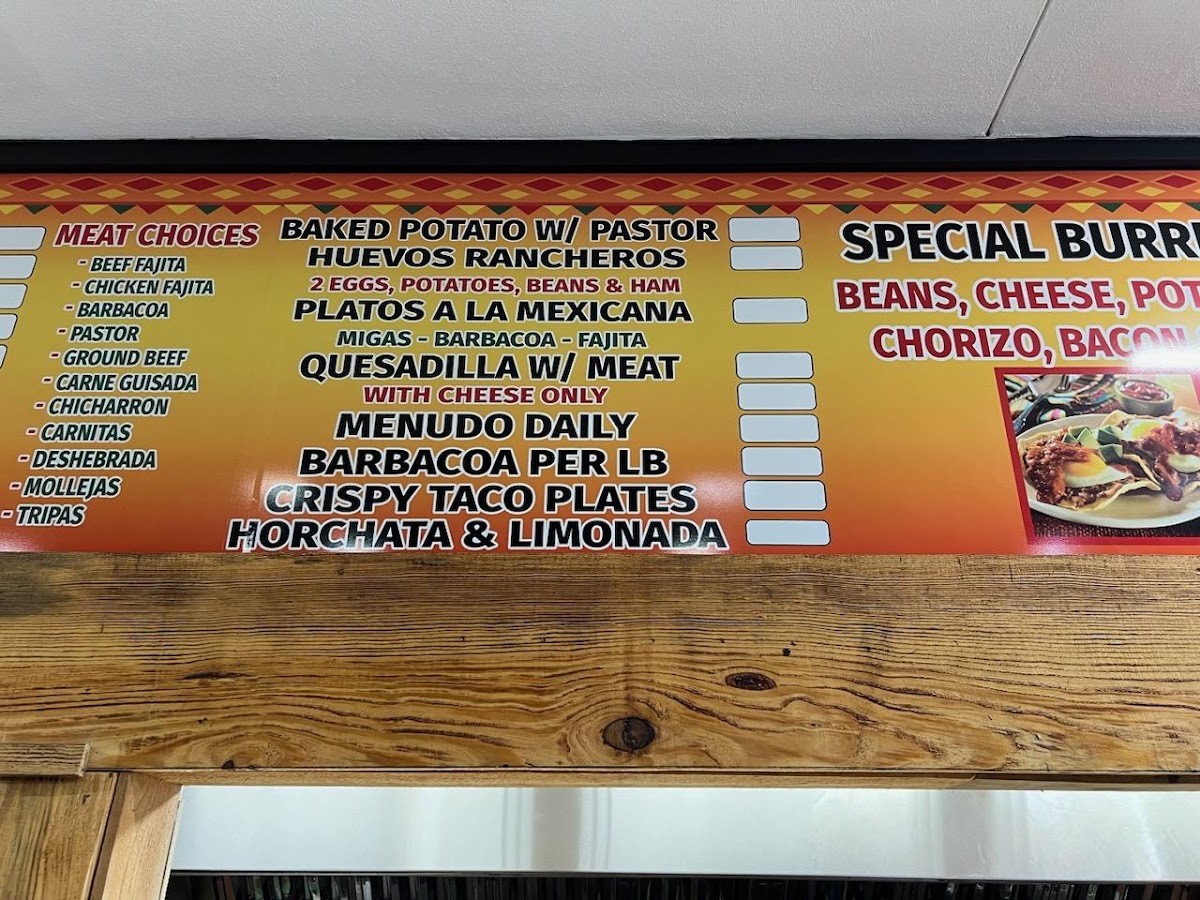 MEAT CHOICES
- BEEF FAJITA
- CHICKEN FAJITA
- BARBACOA
- PASTOR
- GROUND BEEF
- CARNE GUISADA
- CHICHARRON
- CARNITAS
- DESHEBRADA
- MOLLEJAS
- TRIPAS
BAKED POTATO W/ PASTOR
HUEVOS RANCHEROS
2 EGGS, POTATOES, BEANS & HAM
PLATOS A LA MEXICANA
MIGAS - BARBACOA - FAJITA
QUESADILLA W/ MEAT
WITH CHEESE ONLY
MENUDO DAILY
BARBACOA PER LB
CRISPY TACO PLATES
HORCHATA & LIMONADA
SPECIAL BURR
BEANS, CHEESE, POT
CHORIZO, BACON